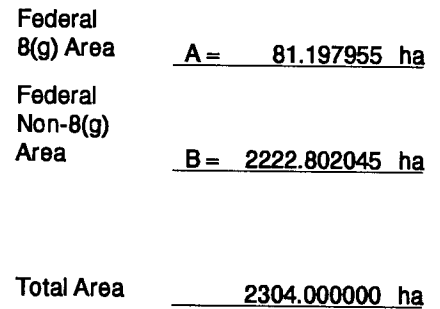 Federal
8(g) Area A = 81.197955 ha
Federal
Non-8(g)
Area B = 2222.802045 ha
Total Area 2304.000000 ha